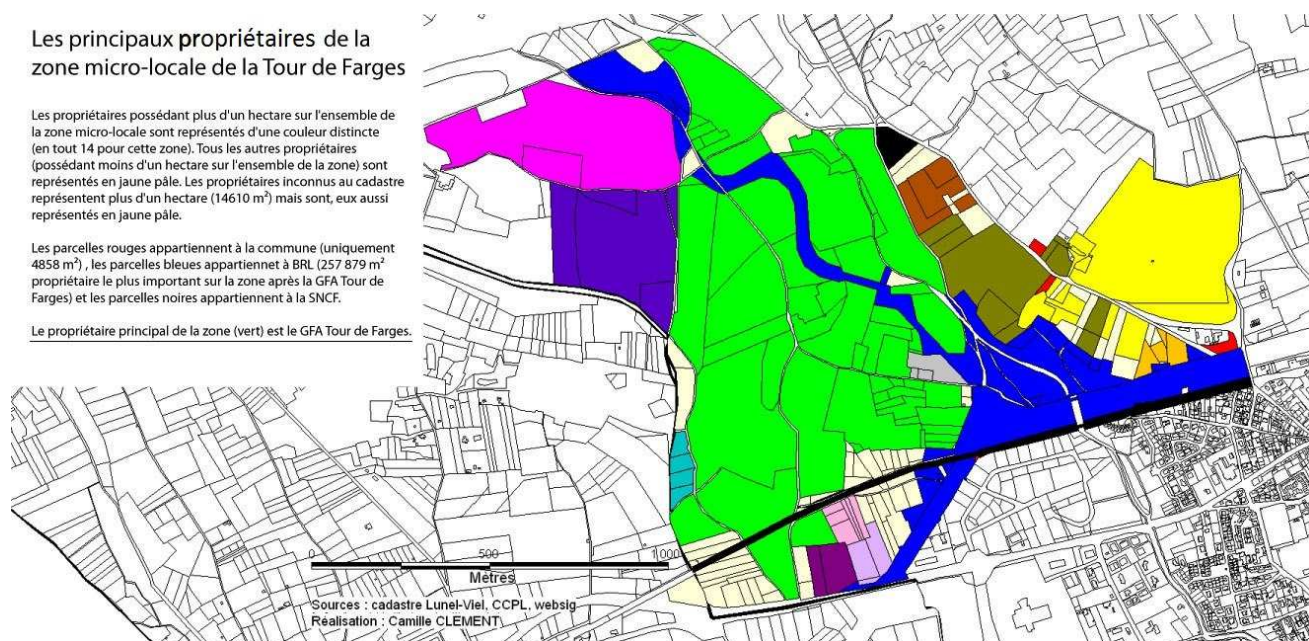 Les principaux propriétaires de la
zone micro-locale de la Tour de Farges
Les propriétaires possédant plus d'un hectare sur l'ensemble de
la zone micro-locale sont représentés d'une couleur distincte
(en tout 14 pour cette zone). Tous les autres propriétaires
(possédant moins d'un hectare sur l'ensemble de la zone) sont
représentés en jaune pâle. Les propriétaires inconnus au cadastre
représentent plus d'un hectare (14610 m²) mais sont, eux aussi
représentés en jaune pâle.
Les parcelles rouges appartiennent à la commune (uniquement
4858 m²) , les parcelles bleues appartiennet à BRL (257 879 m²
propriétaire le plus important sur la zone après la GFA Tour de
Farges) et les parcelles noires appartiennent à la SNCF.
Le propriétaire principal de la zone (vert) est le GFA Tour de Farges.
0 500 1000
Mètres
Sources : cadastre Lunel-Viel, CCPL, websig
Réalisation : Camille CLEMENT